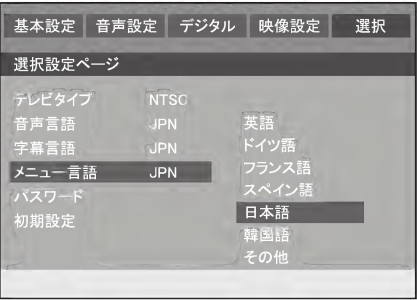 基本設定 音声設定 デジタル 映像設定 選択
選択設定ページ
テレビタイプ NTSC
音声言語 JPN 英語
字幕言語 JPN ドイツ語
メニュー言語 JPN フランス語
パスワード スペイン語
初期設定 日本語
韓国語
その他